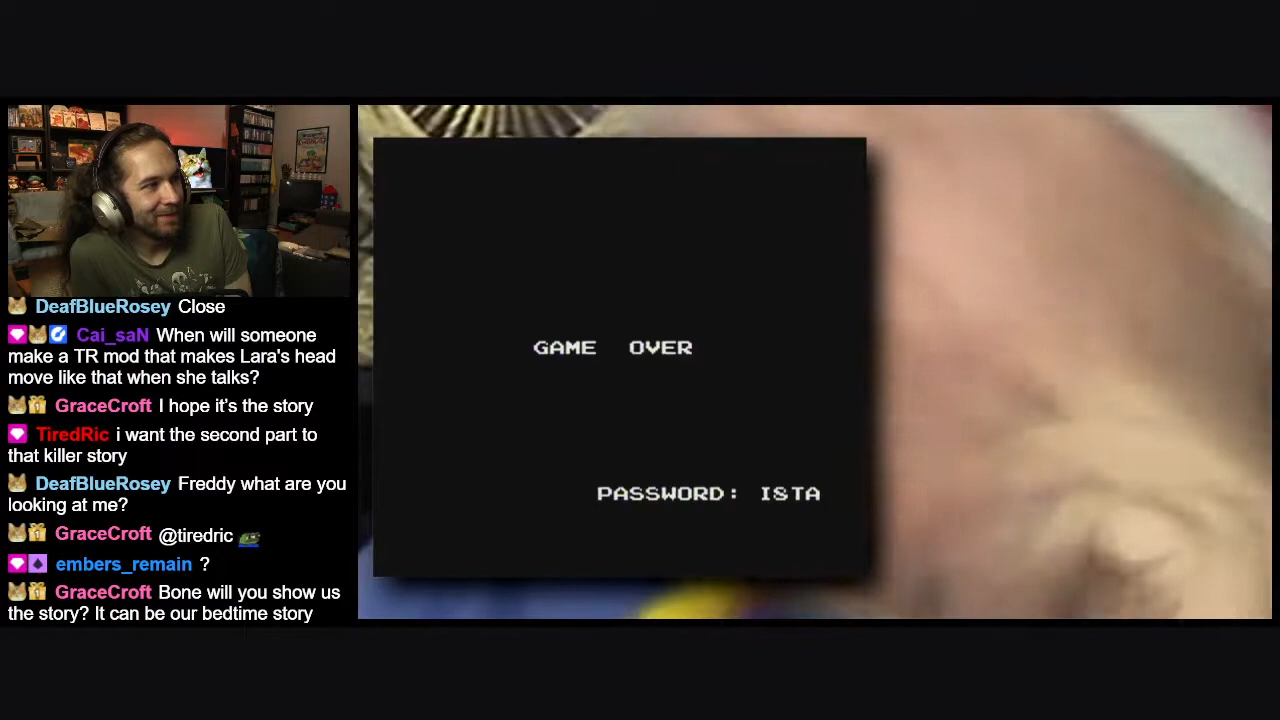 DeafBlueRosey Close
Cai_saN When will someone
make a TR mod that makes Lara's head
move like that when she talks?
GraceCroft I hope it's the story
TiredRic i want the second part to
that killer story
DeafBlueRosey Freddy what are you
looking at me?
GraceCroft @tiredric
embers_remain ?
GraceCroft Bone will you show us
the story? It can be our bedtime story
GAME OVER
PASSWORD: ISTA